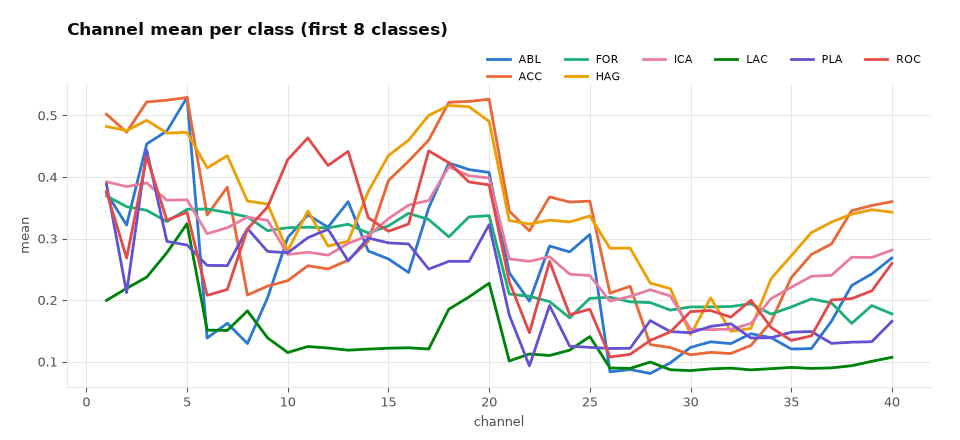 Channel mean per class (first 8 classes)
ABL FOR ICA LAC PLA ROC
ACC HAG
0.5
0.4
0.3
0.2
0.1
mean
0 5 10 15 20 25 30 35 40
channel